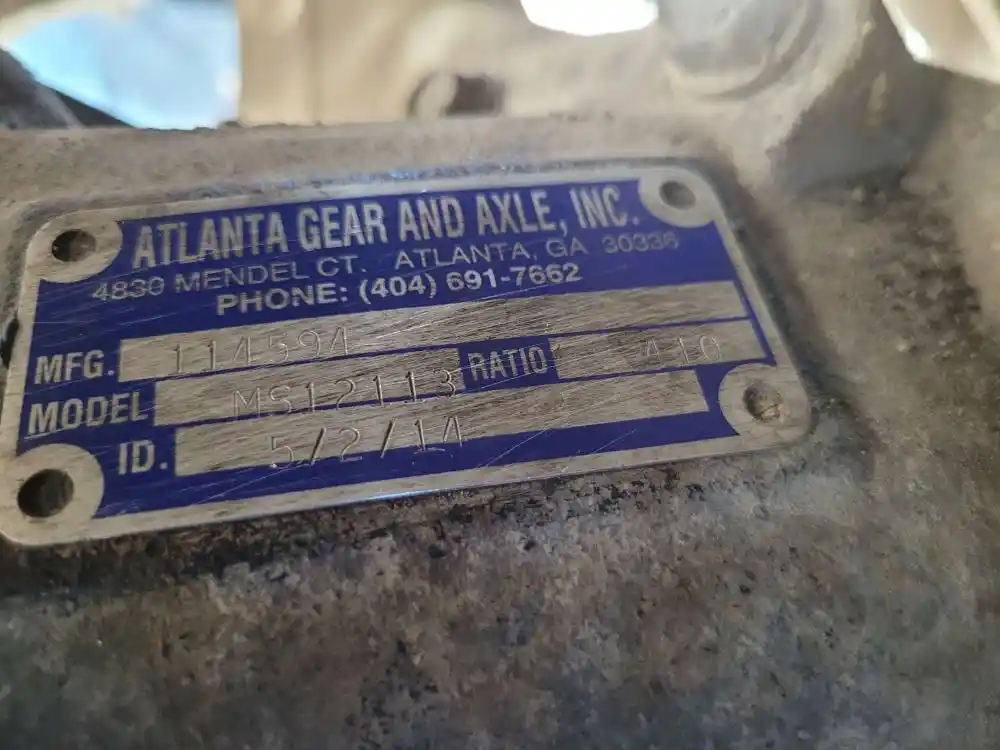 ATLANTA GEAR AND AXLE, INC.
4830 MENDEL CT. ATLANTA, GA 30336
PHONE: (404) 691-7662
MFG. 114594
MODEL MS12113 RATIO 410
ID. 5/2/14